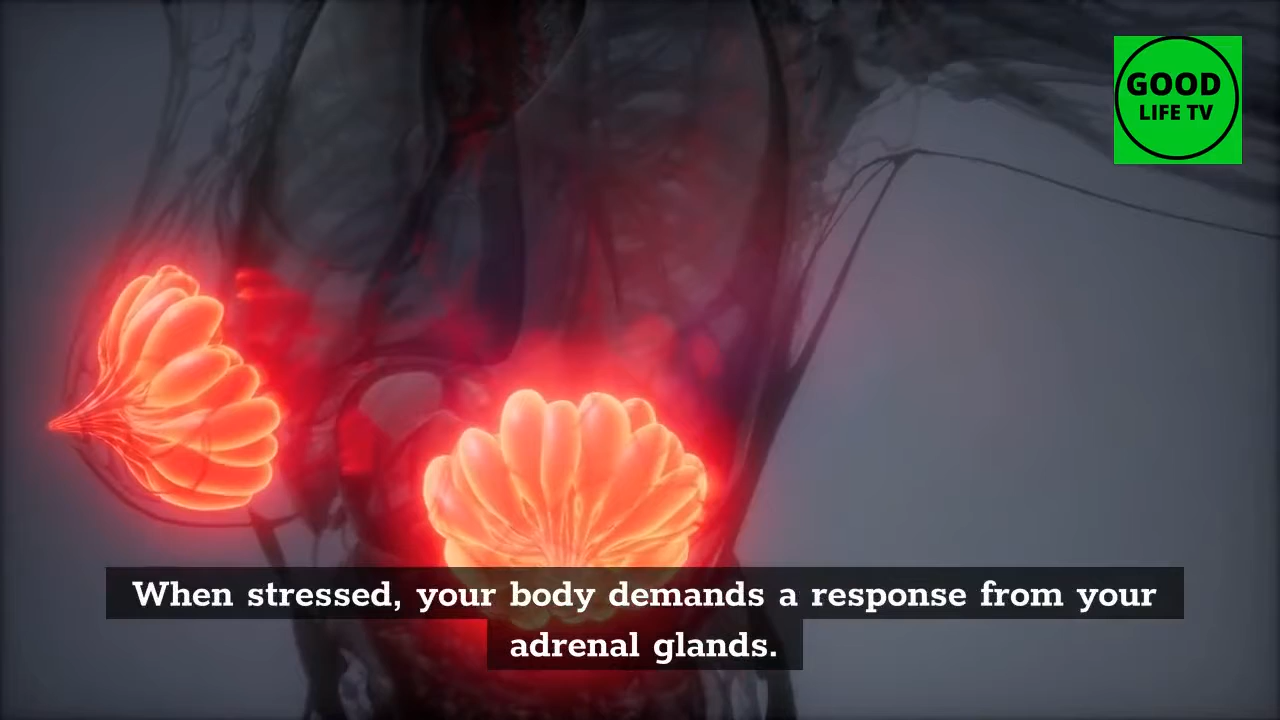 GOOD
LIFE TV
When stressed, your body demands a response from your
adrenal glands.